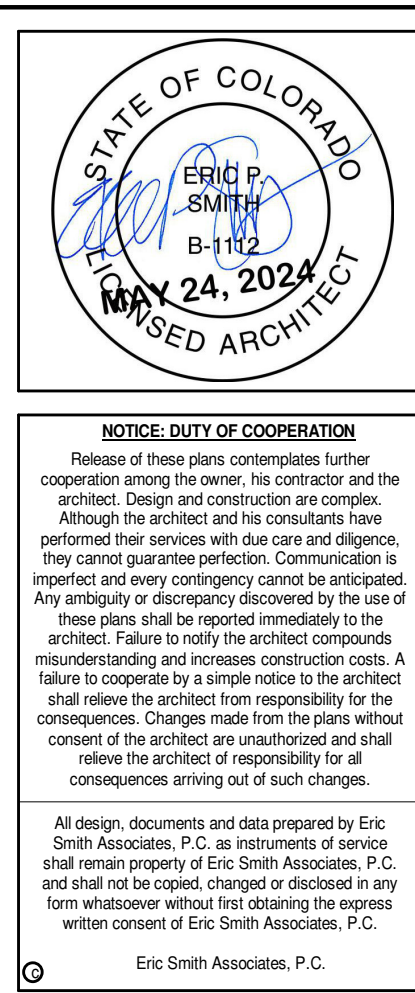 STATE OF COLORADO
ERIC P.
SMITH
B-1112
MAY 24, 2024
LICENSED ARCHITECT
NOTICE: DUTY OF COOPERATION
Release of these plans contemplates further
cooperation among the owner, his contractor and the
architect. Design and construction are complex.
Although the architect and his consultants have
performed their services with due care and diligence,
they cannot guarantee perfection. Communication is
imperfect and every contingency cannot be anticipated.
Any ambiguity or discrepancy discovered by the use of
these plans shall be reported immediately to the
architect. Failure to notify the architect compounds
misunderstanding and increases construction costs. A
failure to cooperate by a simple notice to the architect
shall relieve the architect from responsibility for the
consequences. Changes made from the plans without
consent of the architect are unauthorized and shall
relieve the architect of responsibility for all
consequences arriving out of such changes.
All design, documents and data prepared by Eric
Smith Associates, P.C. as instruments of service
shall remain property of Eric Smith Associates, P.C.
and shall not be copied, changed or disclosed in any
form whatsoever without first obtaining the express
written consent of Eric Smith Associates, P.C.
© Eric Smith Associates, P.C.